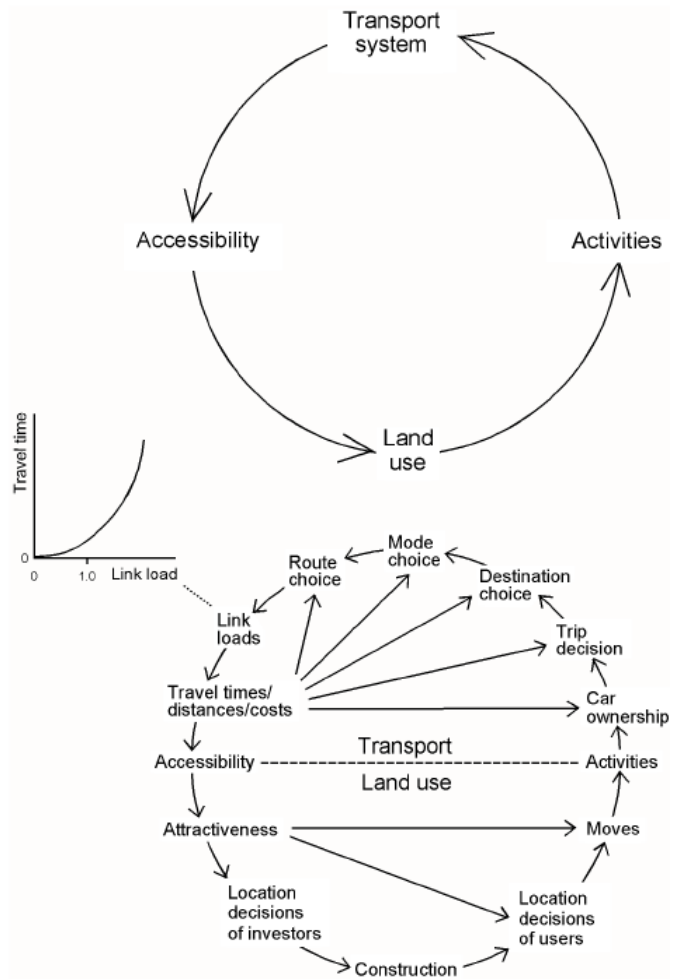 Transport
system
Accessibility
Activities
Land
use
Travel time
0
0
1.0
Link load
Mode
choice
Route
choice
Destination
choice
Link
loads
Trip
decision
Travel times/
distances/costs
Car
ownership
Transport
Accessibility
Activities
Land use
Attractiveness
Moves
Location
decisions
of investors
Location
decisions
of users
Construction